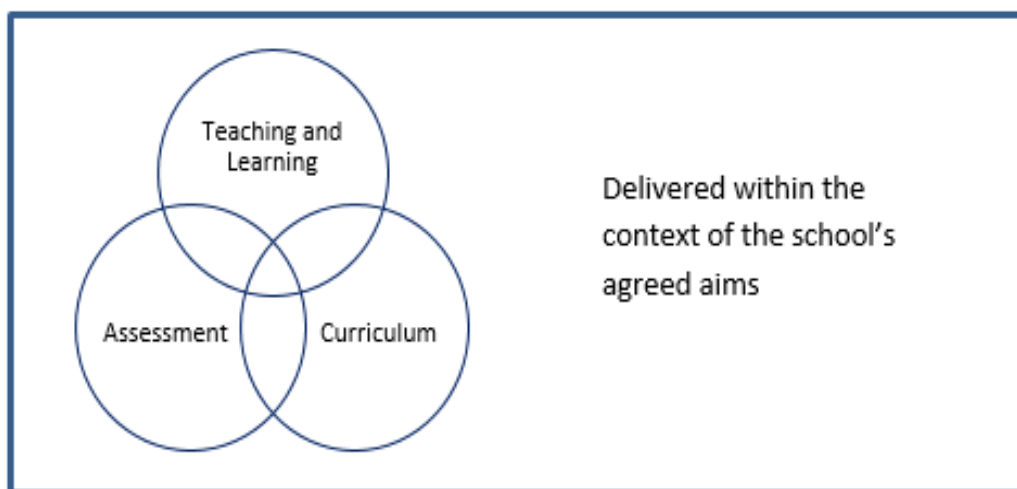 Teaching and
Learning
Assessment
Curriculum
Delivered within the
context of the school’s
agreed aims